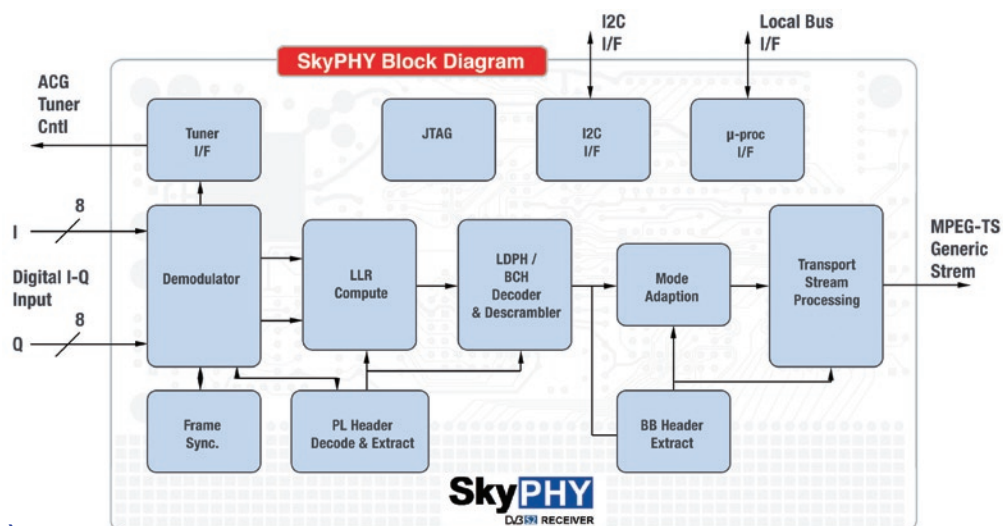 I2C
I/F
Local Bus
I/F
SkyPHY Block Diagram
ACG
Tuner
Cntl
Tuner
I/F
JTAG
I2C
I/F
µ-proc
I/F
8
I
Digital I-Q
Input
8
Q
Demodulator
LLR
Compute
LDPH /
BCH
Decoder
& Descrambler
Mode
Adaption
Transport
Stream
Processing
MPEG-TS
Generic
Strem
Frame
Sync.
PL Header
Decode & Extract
BB Header
Extract
SkyPHY
DVB S2 RECEIVER